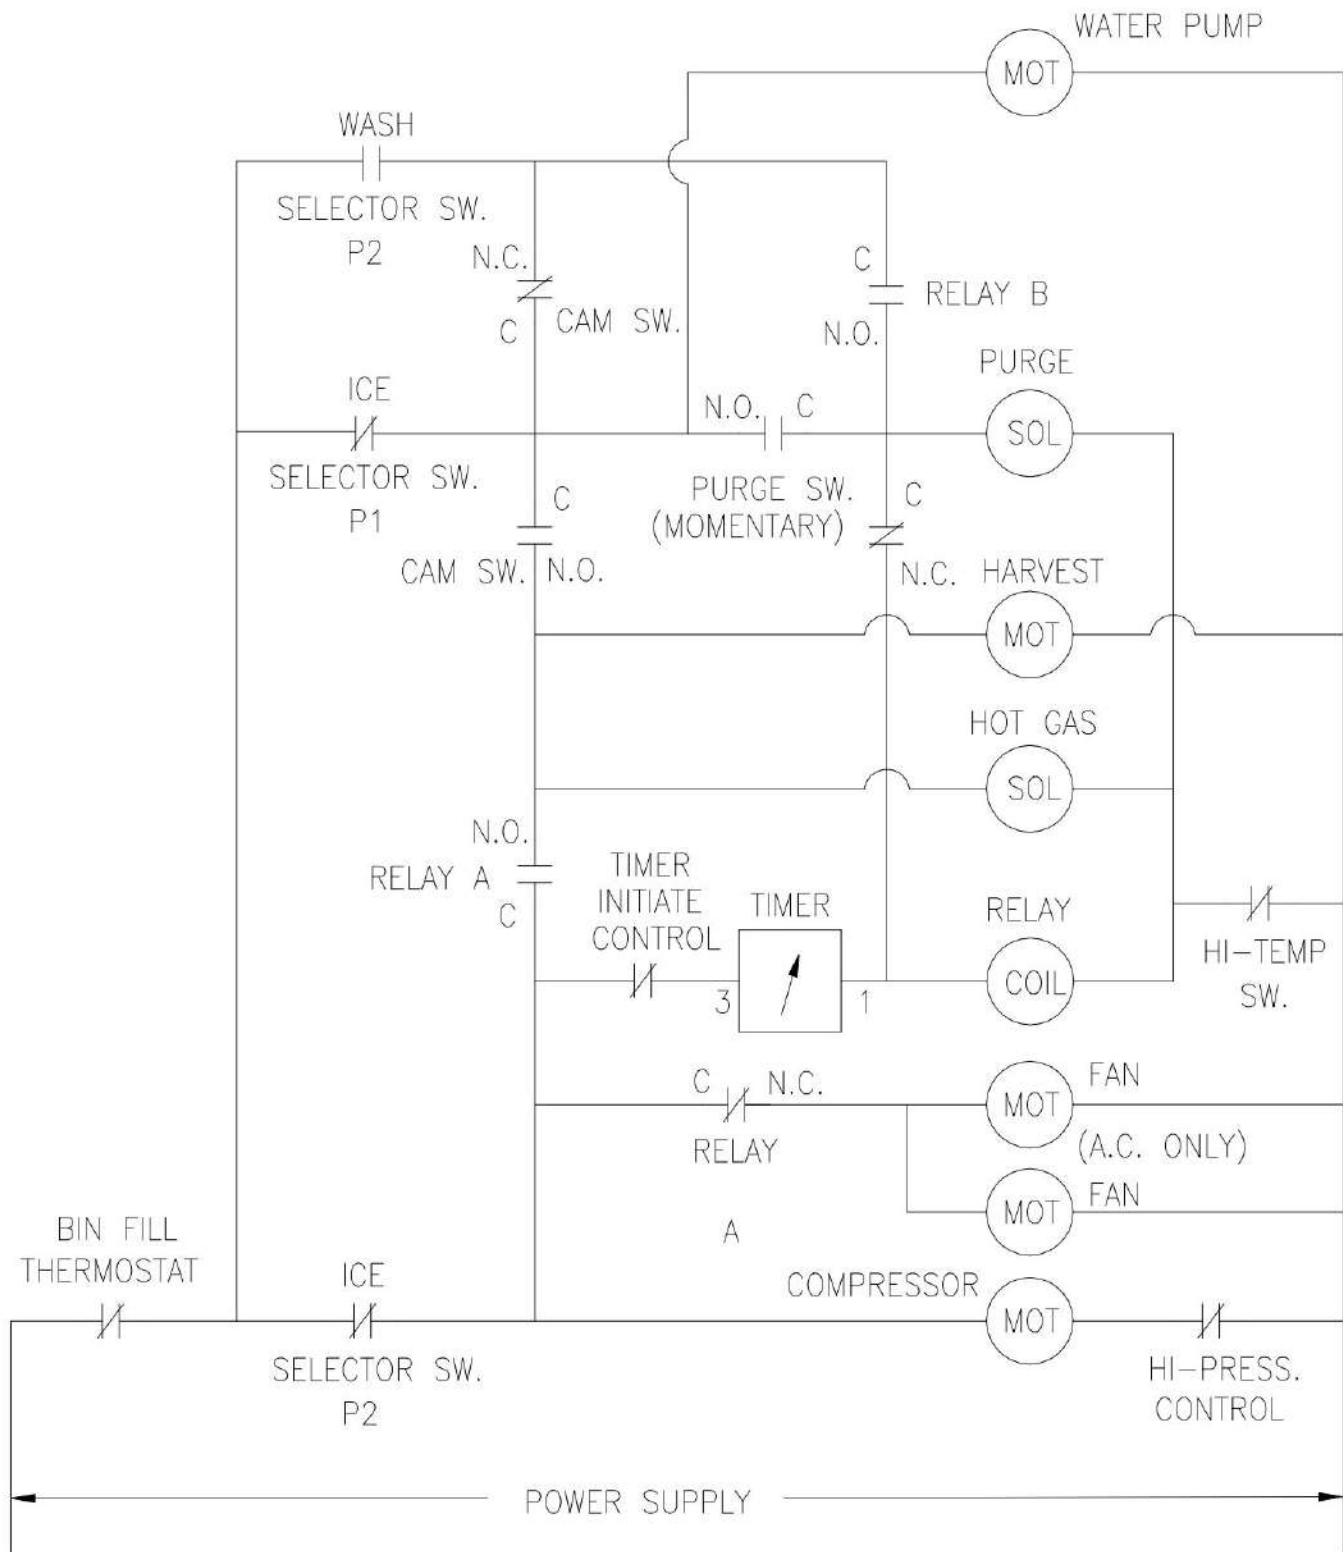 WATER PUMP
MOT
WASH
SELECTOR SW.
P2
N.C.
C
CAM SW.
C
RELAY B
N.O.
PURGE
ICE
N.O.
C
SOL
SELECTOR SW.
P1
PURGE SW.
(MOMENTARY)
C
C
CAM SW.
N.O.
N.C.
HARVEST
MOT
HOT GAS
SOL
N.O.
RELAY A
C
TIMER
INITIATE
CONTROL
TIMER
RELAY
3
1
COIL
HI-TEMP
SW.
C
N.C.
RELAY
A
FAN
MOT
(A.C. ONLY)
FAN
MOT
BIN FILL
THERMOSTAT
ICE
SELECTOR SW.
P2
COMPRESSOR
MOT
HI-PRESS.
CONTROL
POWER SUPPLY